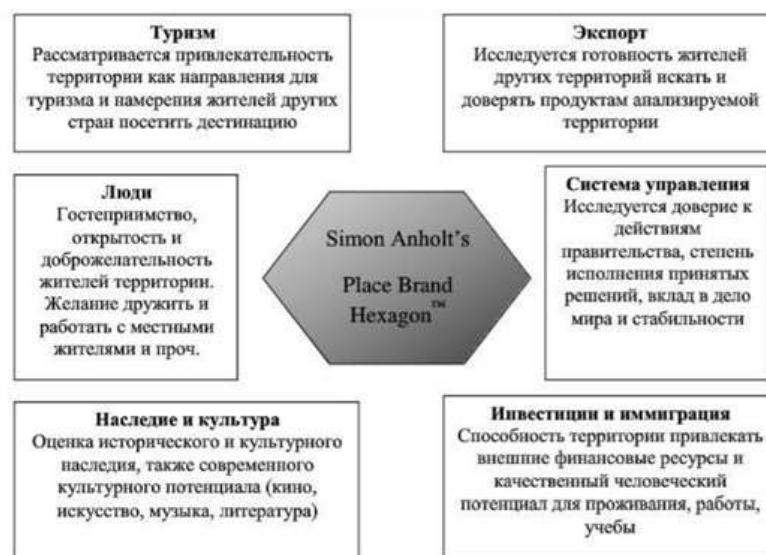 Туризм
Рассматривается привлекательность
территории как направления для
туризма и намерения жителей других
стран посетить дестинацию
Экспорт
Исследуется готовность жителей
других территорий искать и
доверять продуктам анализируемой
территории
Люди
Гостеприимство,
открытость и
доброжелательность
жителей территории.
Желание дружить и
работать с местными
жителями и проч.
Simon Anholt's
Place Brand
Hexagon™
Система управления
Исследуется доверие к
действиям
правительства, степень
исполнения принятых
решений, вклад в дело
мира и стабильности
Наследие и культура
Оценка исторического и культурного
наследия, также современного
культурного потенциала (кино,
искусство, музыка, литература)
Инвестиции и иммиграция
Способность территории привлекать
внешние финансовые ресурсы и
качественный человеческий
потенциал для проживания, работы,
учебы